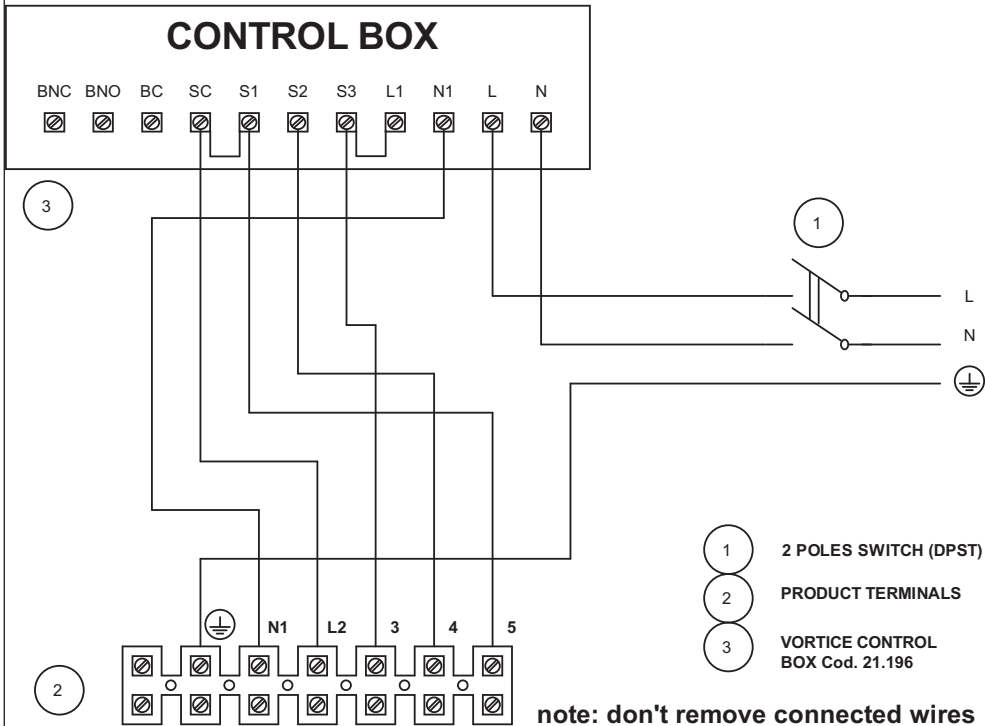 CONTROL BOX
BNC BNO BC SC S1 S2 S3 L1 N1 L N
3
1
L
N
1 2 POLES SWITCH (DPST)
2 PRODUCT TERMINALS
3 VORTICE CONTROL
BOX Cod. 21.196
N1 L2 3 4 5
2
note: don't remove connected wires